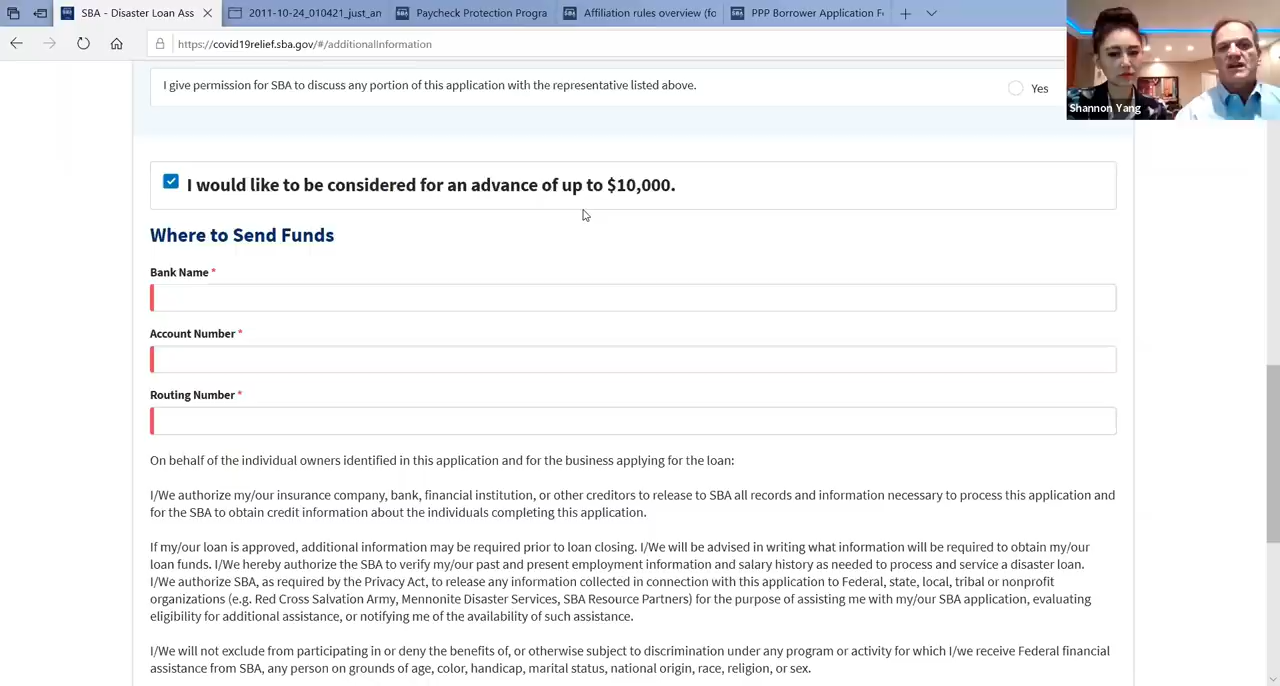 SBA - Disaster Loan Ass
2011-10-24_010421_just_an
Paycheck Protection Progra
Affiliation rules overview (fo
PPP Borrower Application F
https://covid19relief.sba.gov/#/additionalInformation
I give permission for SBA to discuss any portion of this application with the representative listed above.
Yes
Shannon Yang
I would like to be considered for an advance of up to $10,000.
Where to Send Funds
Bank Name *
Account Number *
Routing Number *
On behalf of the individual owners identified in this application and for the business applying for the loan:
I/We authorize my/our insurance company, bank, financial institution, or other creditors to release to SBA all records and information necessary to process this application and
for the SBA to obtain credit information about the individuals completing this application.
If my/our loan is approved, additional information may be required prior to loan closing. I/We will be advised in writing what information will be required to obtain my/our
loan funds. I/We hereby authorize the SBA to verify my/our past and present employment information and salary history as needed to process and service a disaster loan.
I/We authorize SBA, as required by the Privacy Act, to release any information collected in connection with this application to Federal, state, local, tribal or nonprofit
organizations (e.g. Red Cross Salvation Army, Mennonite Disaster Services, SBA Resource Partners) for the purpose of assisting me with my/our SBA application, evaluating
eligibility for additional assistance, or notifying me of the availability of such assistance.
I/We will not exclude from participating in or deny the benefits of, or otherwise subject to discrimination under any program or activity for which I/we receive Federal financial
assistance from SBA, any person on grounds of age, color, handicap, marital status, national origin, race, religion, or sex.